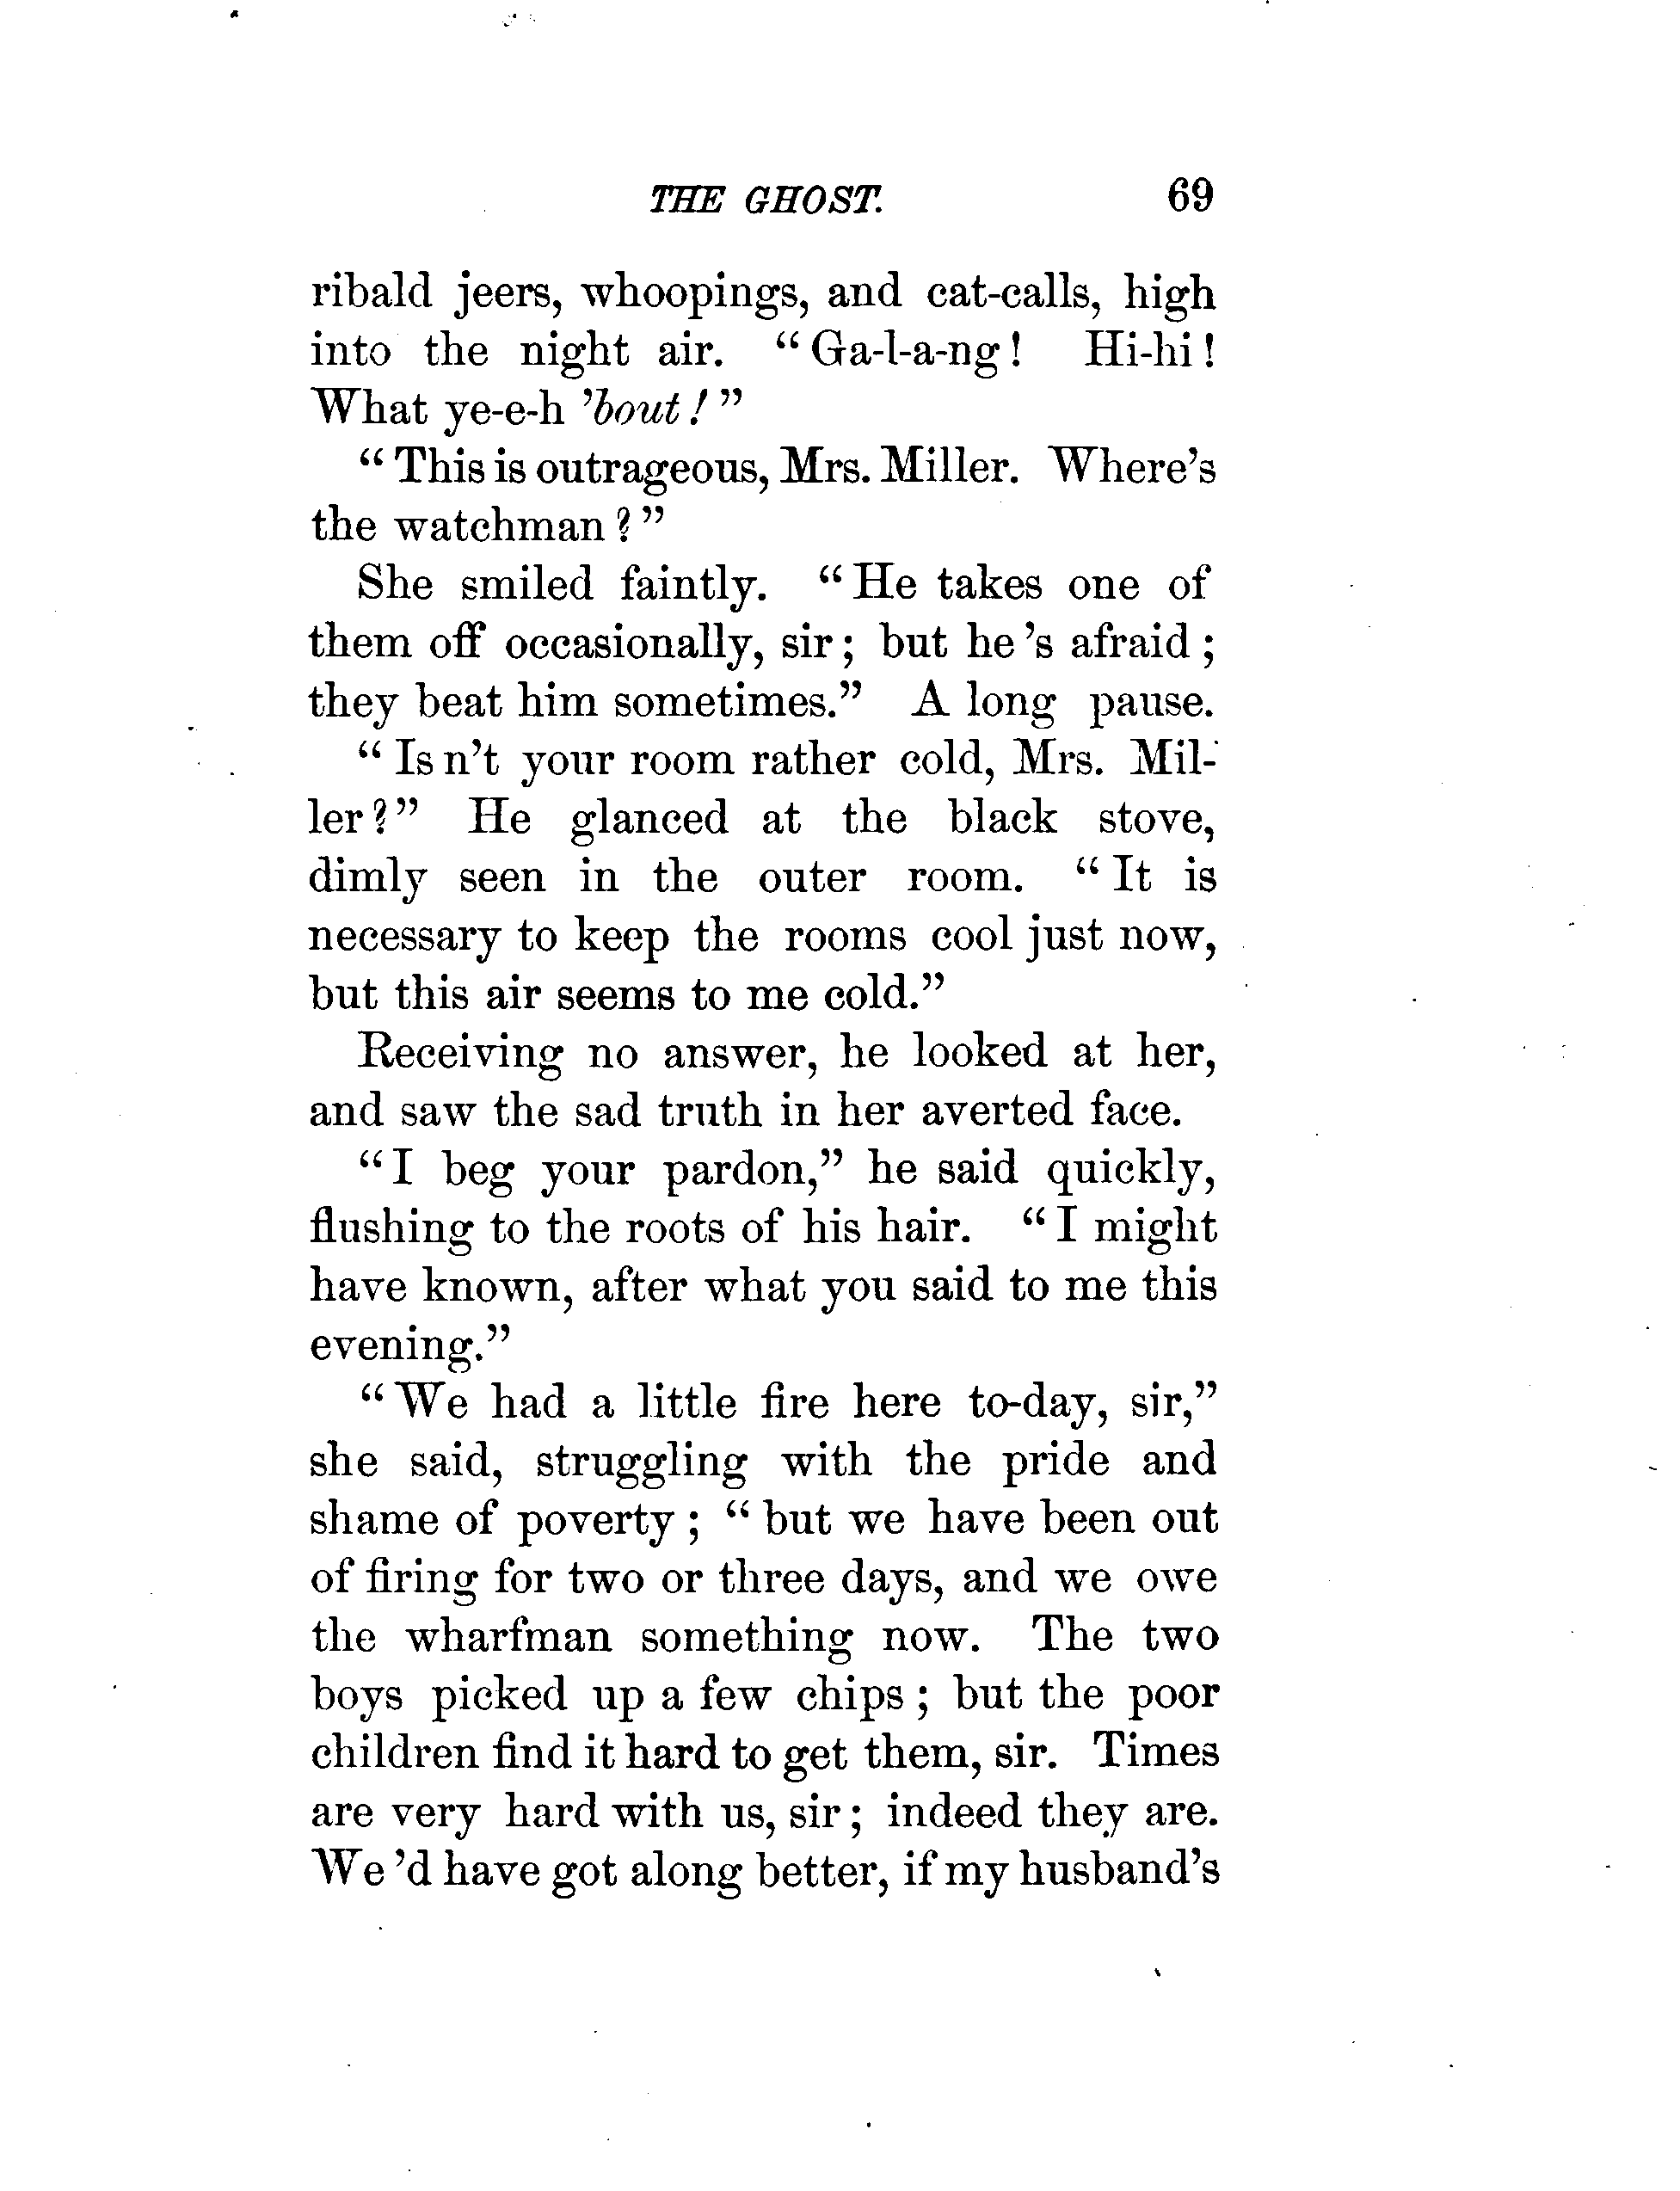 THE GHOST. 69
ribald jeers, whoopings, and cat-calls, high
into the night air. "Ga-l-a-ng! Hi-hi!
What ye-e-h 'bout!"
"This is outrageous, Mrs. Miller. Where's
the watchman?"
She smiled faintly. "He takes one of
them off occasionally, sir; but he 's afraid;
they beat him sometimes." A long pause.
"Is n't your room rather cold, Mrs. Mil-
ler?" He glanced at the black stove,
dimly seen in the outer room. "It is
necessary to keep the rooms cool just now,
but this air seems to me cold."
Receiving no answer, he looked at her,
and saw the sad truth in her averted face.
"I beg your pardon," he said quickly,
flushing to the roots of his hair. "I might
have known, after what you said to me this
evening."
"We had a little fire here to-day, sir,"
she said, struggling with the pride and
shame of poverty; "but we have been out
of firing for two or three days, and we owe
the wharfman something now. The two
boys picked up a few chips; but the poor
children find it hard to get them, sir. Times
are very hard with us, sir; indeed they are.
We 'd have got along better, if my husband's